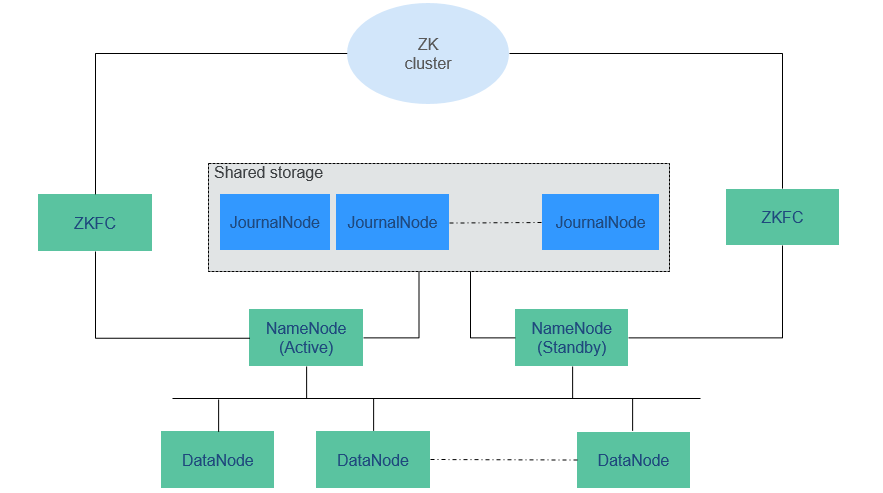 ZK
cluster
Shared storage
ZKFC
JournalNode
JournalNode
JournalNode
ZKFC
NameNode
(Active)
NameNode
(Standby)
DataNode
DataNode
DataNode